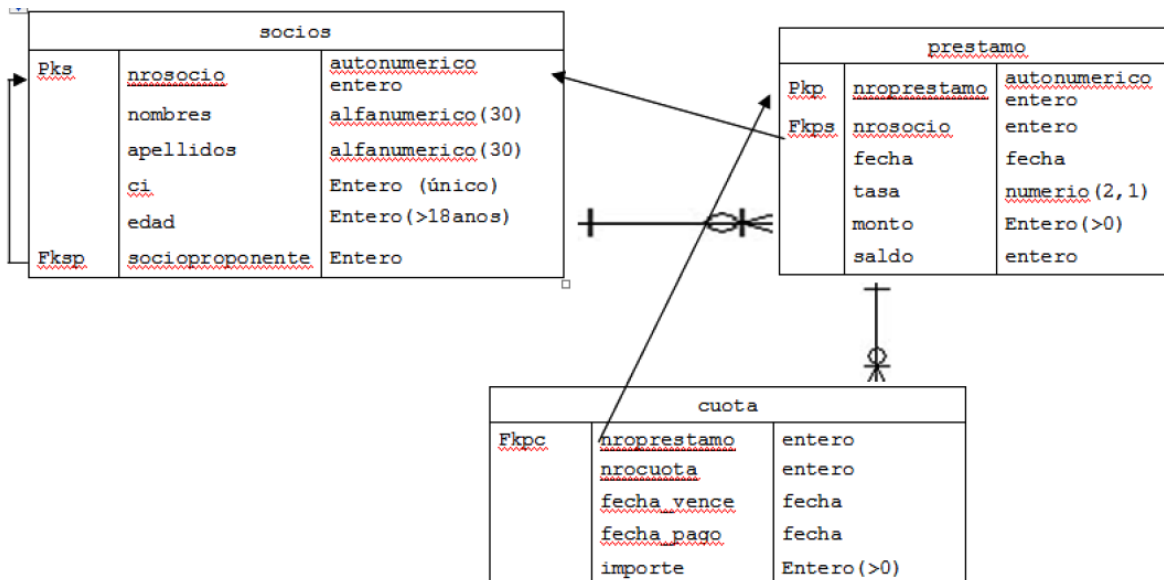 socios
Pks nrosocio autonumerico
entero
nombres alfanumerico(30)
apellidos alfanumerico(30)
ci Entero (único)
edad Entero(>18anos)
Fksp socioproponente Entero
prestamo
Pkp nroprestamo autonumerico
entero
Fkps nrosocio entero
fecha fecha
tasa numerio(2,1)
monto Entero(>0)
saldo entero
cuota
Fkpc nroprestamo entero
nrocuota entero
fecha_vence fecha
fecha_pago fecha
importe Entero(>0)